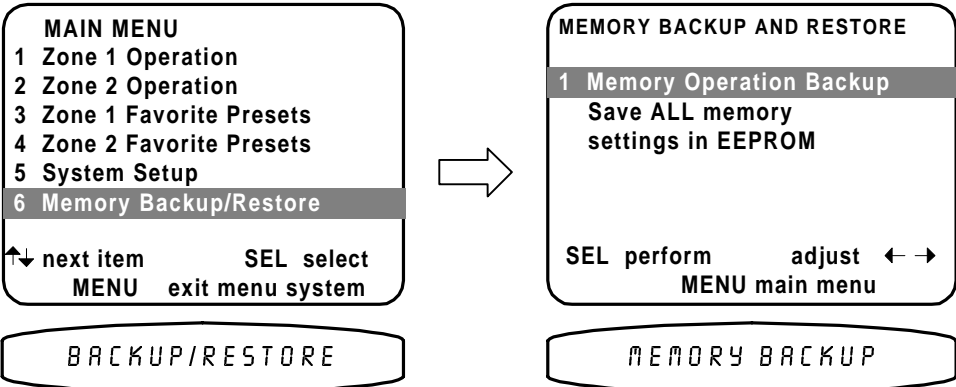 MAIN MENU
1 Zone 1 Operation
2 Zone 2 Operation
3 Zone 1 Favorite Presets
4 Zone 2 Favorite Presets
5 System Setup
6 Memory Backup/Restore
next item SEL select
MENU exit menu system
BACKUP/RESTORE
MEMORY BACKUP AND RESTORE
1 Memory Operation Backup
Save ALL memory
settings in EEPROM
SEL perform adjust
MENU main menu
MEMORY BACKUP